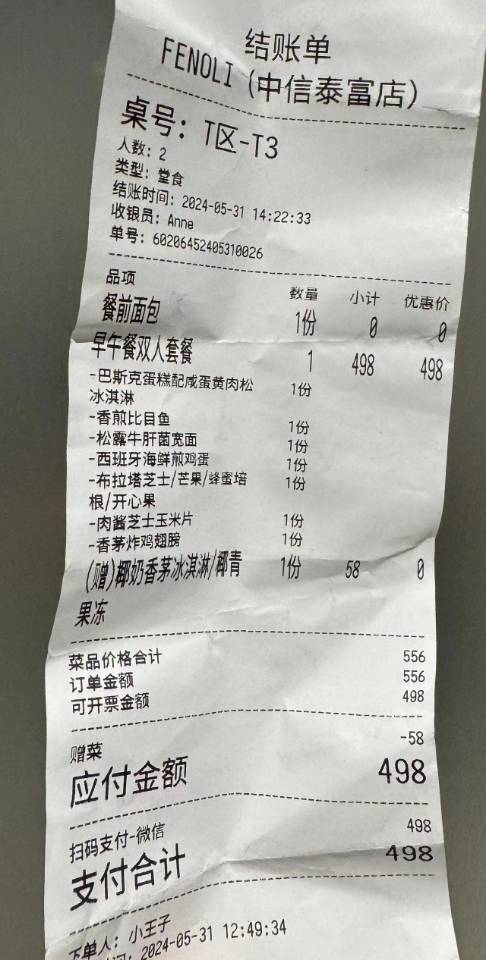 结账单
FENOLI (中信泰富店)
桌号: T区-T3
人数: 2
类型: 堂食
结账时间: 2024-05-31 14:22:33
收银员: Anne
单号: 60206452405310026
品项 数量 小计 优惠价
餐前面包 1份 0 0
早午餐双人套餐 1 498 498
-巴斯克蛋糕配咸蛋黄肉松 1份
冰淇淋
-香煎比目鱼 1份
-松露牛肝菌宽面 1份
-西班牙海鲜煎鸡蛋 1份
-布拉塔芝士/芒果/蜂蜜培 1份
根/开心果
-肉酱芝士玉米片 1份
-香茅炸鸡翅膀 1份
(赠)椰奶香茅冰淇淋/椰青 1份 58 0
果冻
菜品价格合计 556
订单金额 556
可开票金额 498
赠菜 -58
应付金额 498
扫码支付-微信 498
支付合计 498
下单人: 小王子
时间: 2024-05-31 12:49:34